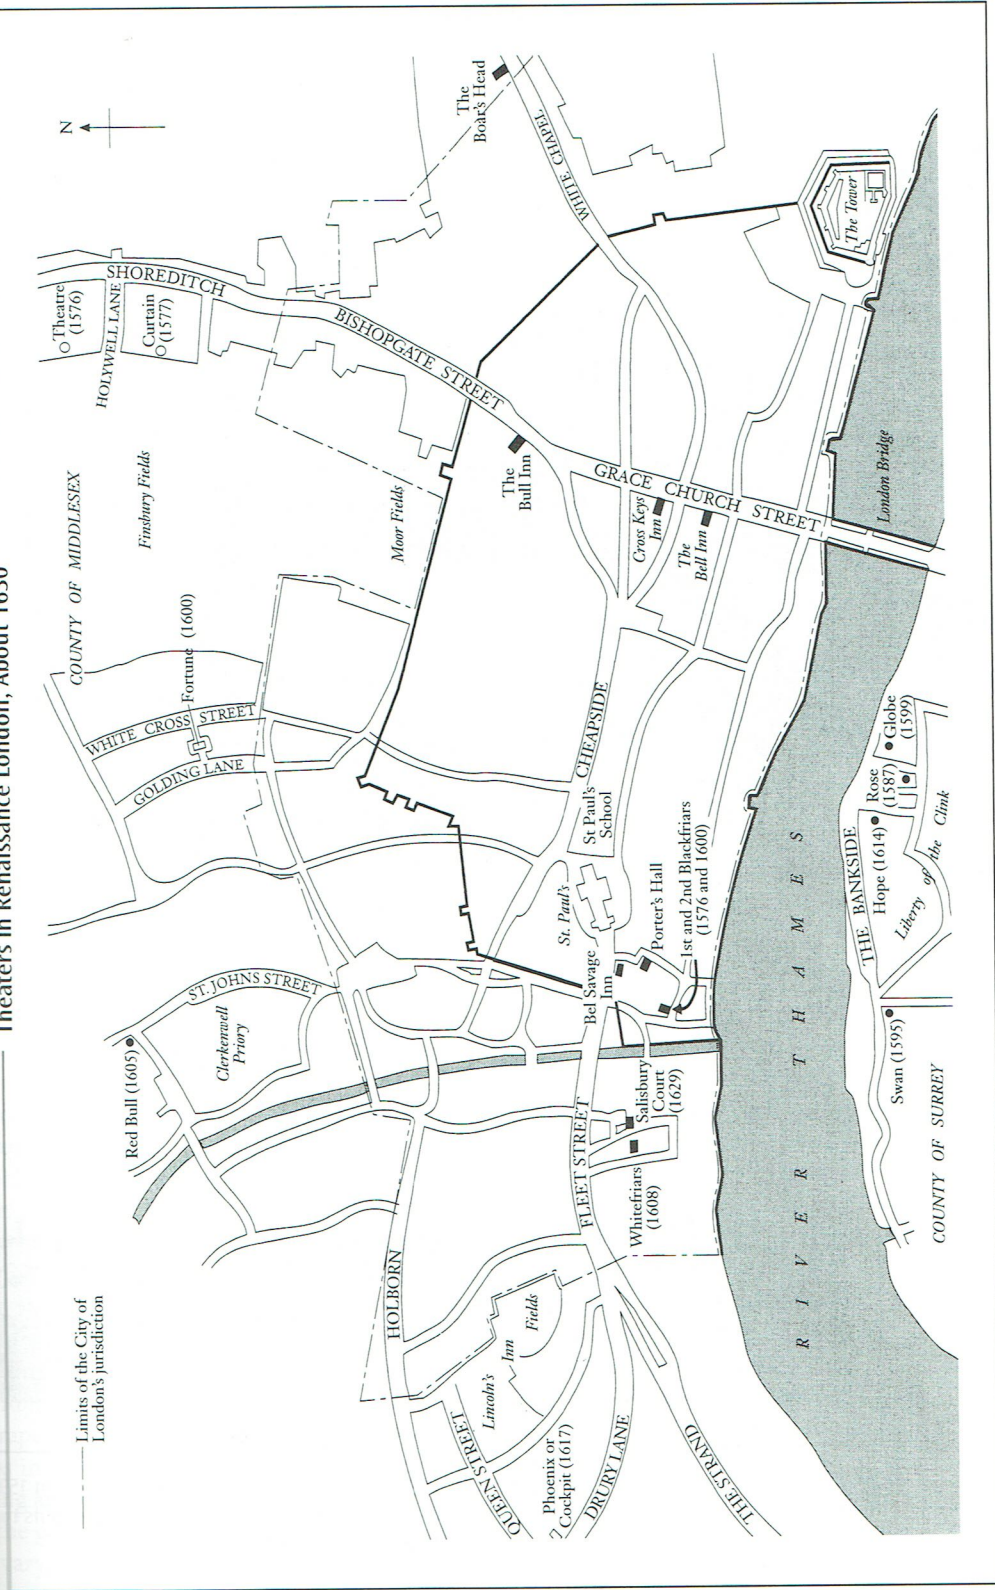 Theaters in Renaissance London, About 1630
Limits of the City of
London's jurisdiction
N
COUNTY OF MIDDLESEX
Finsbury Fields
Moor Fields
Theatre
(1576)
HOLYWELL LANE
Curtain
(1577)
SHOREDITCH
BISHOPGATE STREET
The
Boar's Head
WHITE CHAPEL
The
Bull Inn
GRACE CHURCH STREET
Cross Keys
Inn
The
Bell Inn
The Tower
London Bridge
Fortune (1600)
WHITE CROSS STREET
GOLDING LANE
CHEAPSIDE
St Paul's
School
St. Paul's
Porter's Hall
1st and 2nd Blackfriars
(1576 and 1600)
Bel Savage
Inn
Red Bull (1605)
ST. JOHNS STREET
Clerkenwell
Priory
HOLBORN
FLEET STREET
Salisbury
Court
(1629)
Whitefriars
(1608)
Lincoln's
Inn
Fields
QUEEN STREET
Phoenix or
Cockpit (1617)
DRURY LANE
THE STRAND
RIVER THAMES
THE BANKSIDE
Swan (1595)
Hope (1614)
Rose
(1587)
Globe
(1599)
Liberty of the Clink
COUNTY OF SURREY